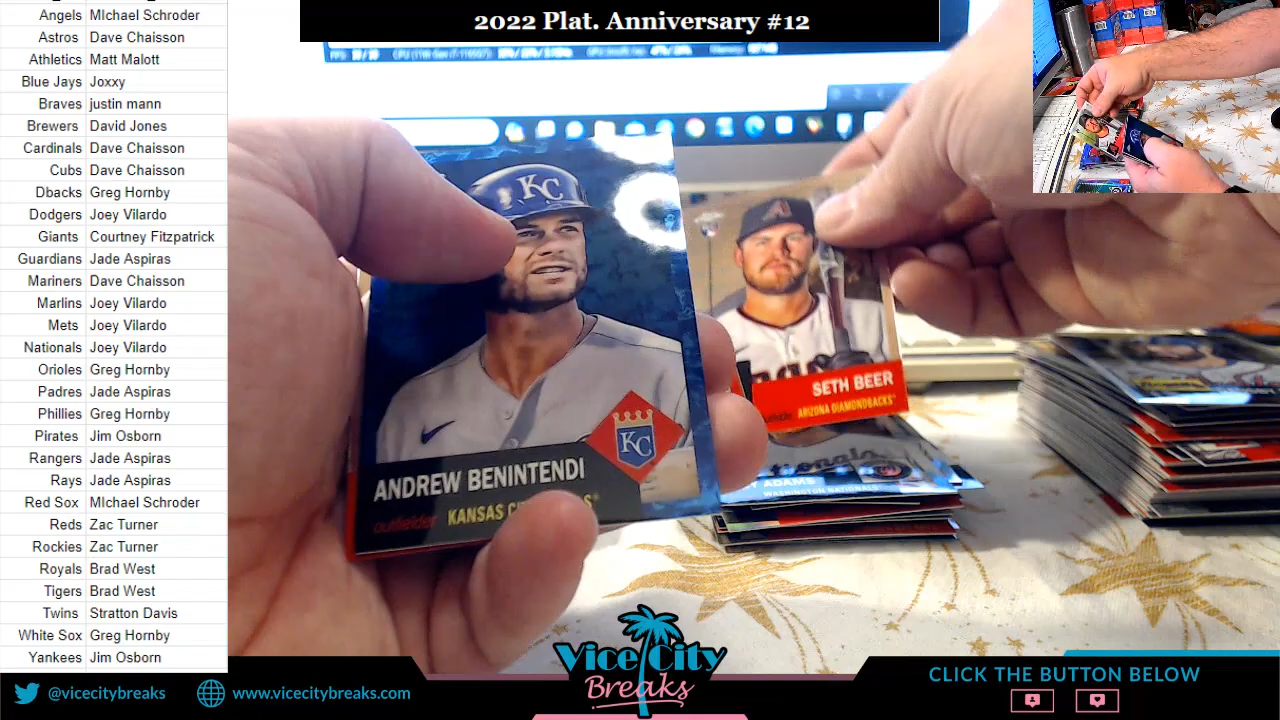 2022 Plat. Anniversary #12
Angels MIchael Schroder
Astros Dave Chaisson
Athletics Matt Malott
Blue Jays Joxxy
Braves justin mann
Brewers David Jones
Cardinals Dave Chaisson
Cubs Dave Chaisson
Dbacks Greg Hornby
Dodgers Joey Vilardo
Giants Courtney Fitzpatrick
Guardians Jade Aspiras
Mariners Dave Chaisson
Marlins Joey Vilardo
Mets Joey Vilardo
Nationals Joey Vilardo
Orioles Greg Hornby
Padres Jade Aspiras
Phillies Greg Hornby
Pirates Jim Osborn
Rangers Jade Aspiras
Rays Jade Aspiras
Red Sox MIchael Schroder
Reds Zac Turner
Rockies Zac Turner
Royals Brad West
Tigers Brad West
Twins Stratton Davis
White Sox Greg Hornby
Yankees Jim Osborn
KC
KC
ANDREW BENINTENDI
outfielder KANSAS
A
SETH BEER
ARIZONA DIAMONDBACKS
ADAMS
WASHINGTON NATIONALS
Vice City
Breaks
@vicecitybreaks
www.vicecitybreaks.com
CLICK THE BUTTON BELOW